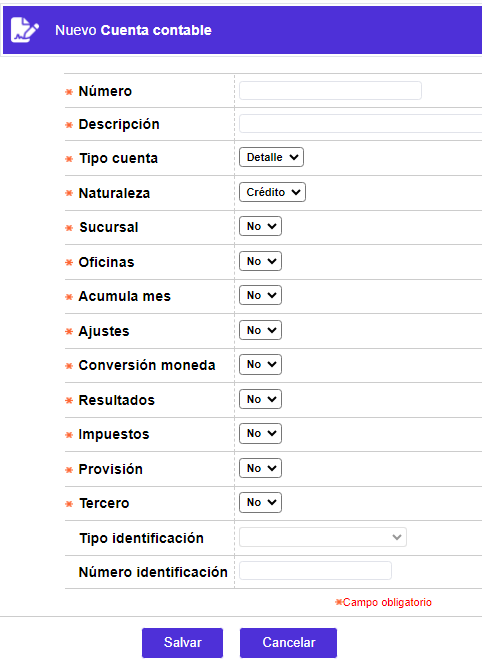 Nuevo Cuenta contable
* Número
* Descripción
* Tipo cuenta Detalle
* Naturaleza Crédito
* Sucursal No
* Oficinas No
* Acumula mes No
* Ajustes No
* Conversión moneda No
* Resultados No
* Impuestos No
* Provisión No
* Tercero No
Tipo identificación
Número identificación
*Campo obligatorio
Salvar Cancelar